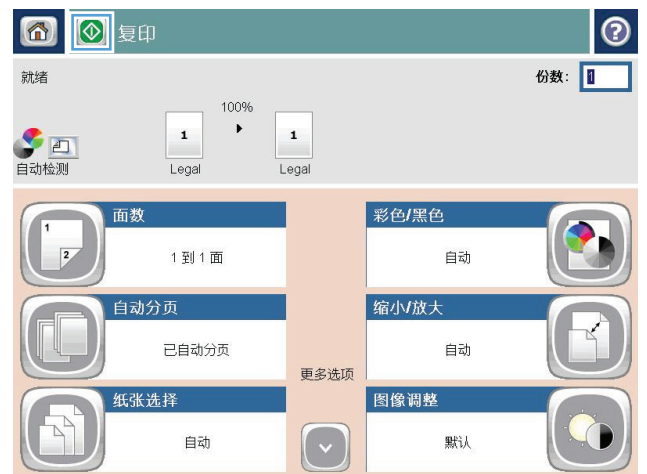 复印
就绪
份数: 1
100%
1
1
自动检测
Legal
Legal
面数
1
2
1 到 1 面
彩色/黑色
自动
自动分页
已自动分页
缩小/放大
自动
更多选项
纸张选择
自动
图像调整
默认